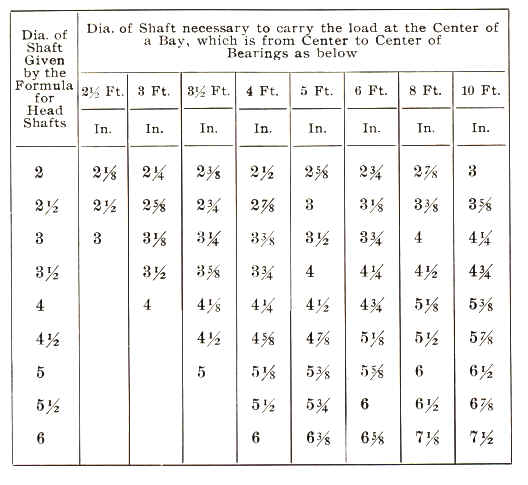 Dia. of Shaft Given by the Formula for Head Shafts
Dia. of Shaft necessary to carry the load at the Center of
a Bay, which is from Center to Center of
Bearings as below
2½ Ft. 3 Ft. 3½ Ft. 4 Ft. 5 Ft. 6 Ft. 8 Ft. 10 Ft.
In. In. In. In. In. In. In. In.
2 2⅛ 2¼ 2⅜ 2½ 2⅝ 2¾ 2⅞ 3
2½ 2½ 2⅝ 2¾ 2⅞ 3 3⅛ 3⅜ 3⅝
3 3 3⅛ 3¼ 3⅜ 3½ 3¾ 4 4¼
3½ 3½ 3⅝ 3¾ 4 4¼ 4½ 4¾
4 4 4⅛ 4¼ 4½ 4¾ 5⅛ 5⅜
4½ 4½ 4⅝ 4⅞ 5⅛ 5½ 5⅞
5 5 5⅛ 5⅜ 5⅝ 6 6½
5½ 5½ 5¾ 6 6½ 6⅞
6 6 6⅜ 6⅝ 7⅛ 7½